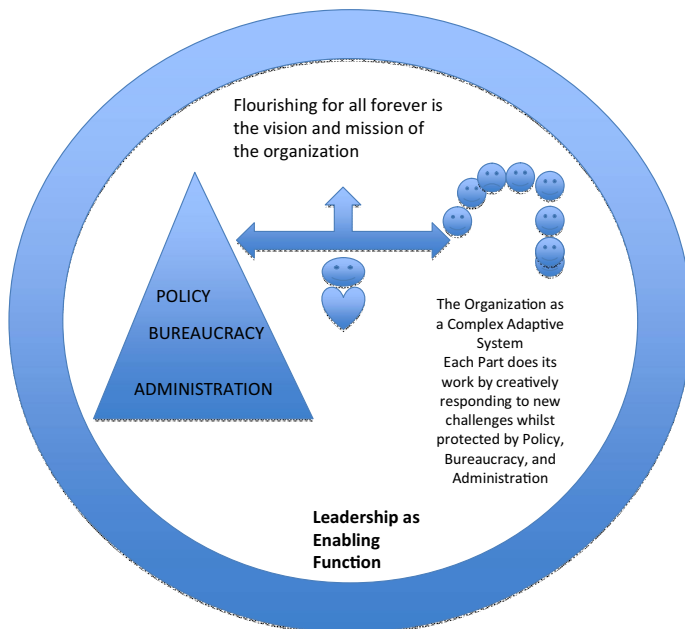 Flourishing for all forever is
the vision and mission of
the organization
POLICY
BUREAUCRACY
ADMINISTRATION
The Organization as
a Complex Adaptive
System
Each Part does its
work by creatively
responding to new
challenges whilst
protected by Policy,
Bureaucracy, and
Administration
Leadership as
Enabling
Function